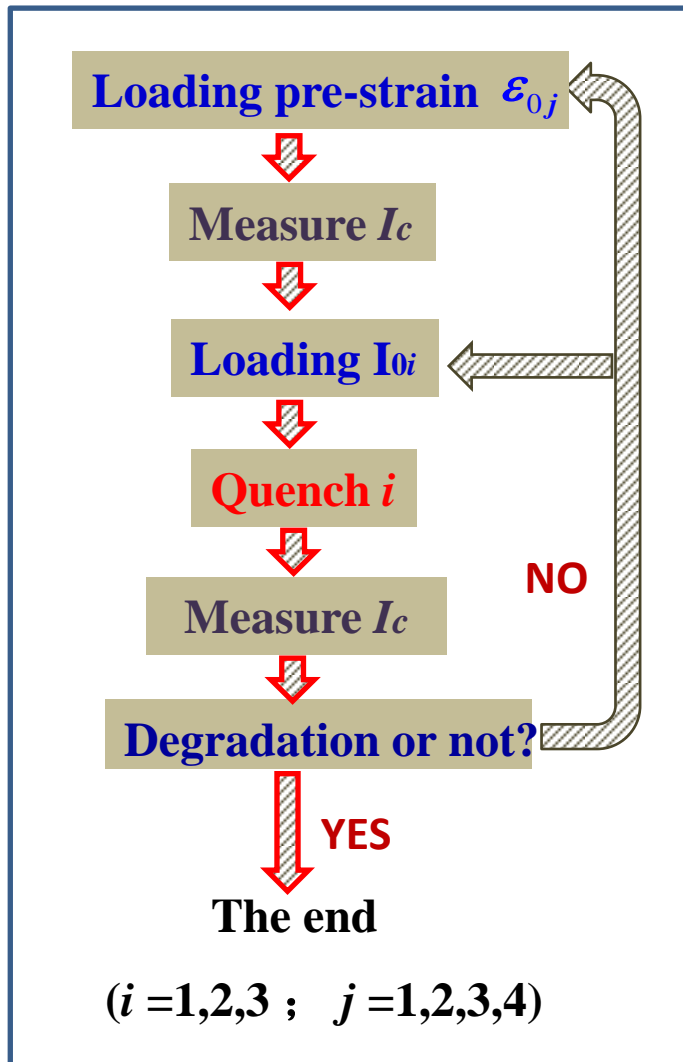 Loading pre-strain ε0j
Measure Ic
Loading I0i
Quench i
Measure Ic
NO
Degradation or not?
YES
The end
(i =1,2,3 ； j =1,2,3,4)